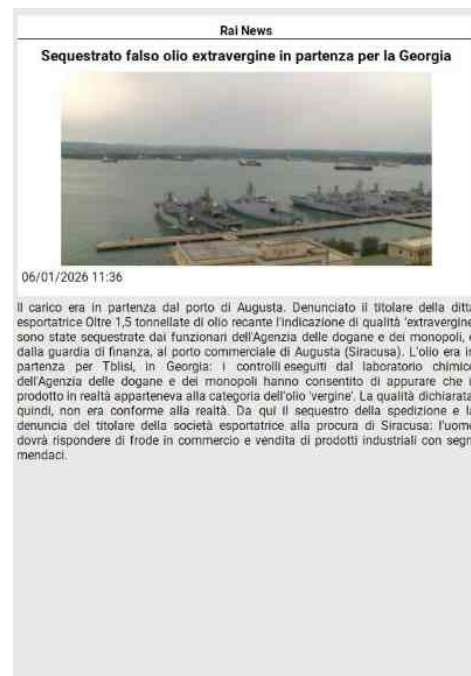 Rai News
Sequestrato falso olio extravergine in partenza per la Georgia
06/01/2026 11:36
Il carico era in partenza dal porto di Augusta. Denunciato il titolare della ditta
esportatrice Oltre 1,5 tonnellate di olio recante l'indicazione di qualità 'extravergine
sono state sequestrate dai funzionari dell'Agenzia delle dogane e dei monopoli, e
dalla guardia di finanza, al porto commerciale di Augusta (Siracusa). L'olio era in
partenza per Tblisi, in Georgia: i controlli eseguiti dal laboratorio chimico
dell'Agenzia delle dogane e dei monopoli hanno consentito di appurare che i
prodotto in realtà apparteneva alla categoria dell'olio 'vergine'. La qualità dichiarata,
quindi, non era conforme alla realtà. Da qui il sequestro della spedizione e la
denuncia del titolare della società esportatrice alla procura di Siracusa: l'uomo
dovrà rispondere di frode in commercio e vendita di prodotti industriali con segn
mendaci.